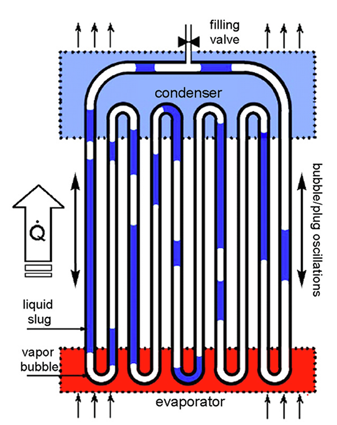 filling
valve
condenser
bubble/plug oscillations
Q̇
liquid
slug
vapor
bubble
evaporator